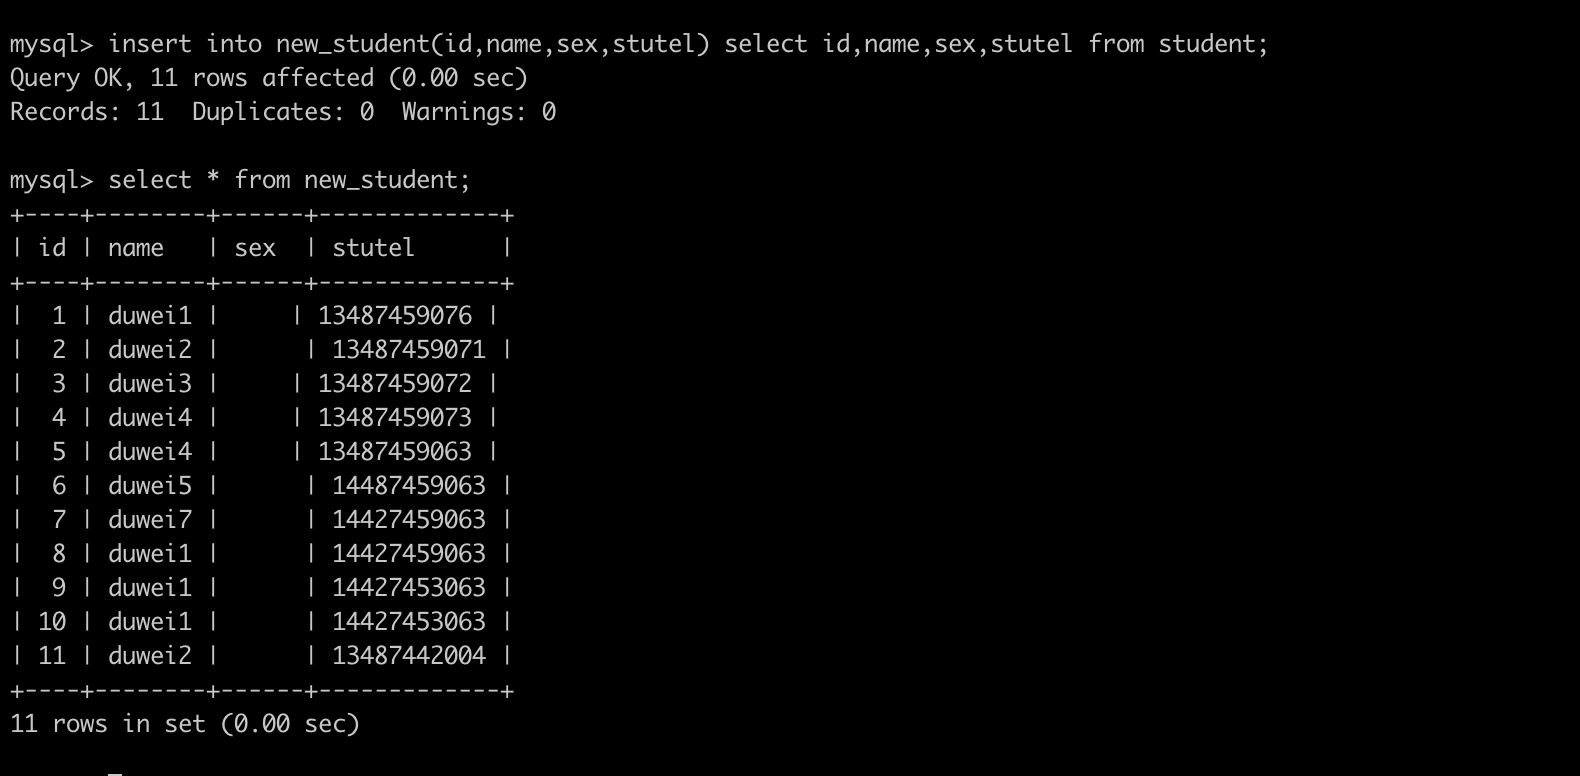 mysql> insert into new_student(id,name,sex,stutel) select id,name,sex,stutel from student;
Query OK, 11 rows affected (0.00 sec)
Records: 11  Duplicates: 0  Warnings: 0
mysql> select * from new_student;
+----+--------+------+-------------+
| id | name   | sex  | stutel      |
+----+--------+------+-------------+
|  1 | duwei1 |     | 13487459076 |
|  2 | duwei2 |      | 13487459071 |
|  3 | duwei3 |     | 13487459072 |
|  4 | duwei4 |     | 13487459073 |
|  5 | duwei4 |     | 13487459063 |
|  6 | duwei5 |      | 14487459063 |
|  7 | duwei7 |      | 14427459063 |
|  8 | duwei1 |      | 14427459063 |
|  9 | duwei1 |      | 14427453063 |
| 10 | duwei1 |      | 14427453063 |
| 11 | duwei2 |      | 13487442004 |
+----+--------+------+-------------+
11 rows in set (0.00 sec)